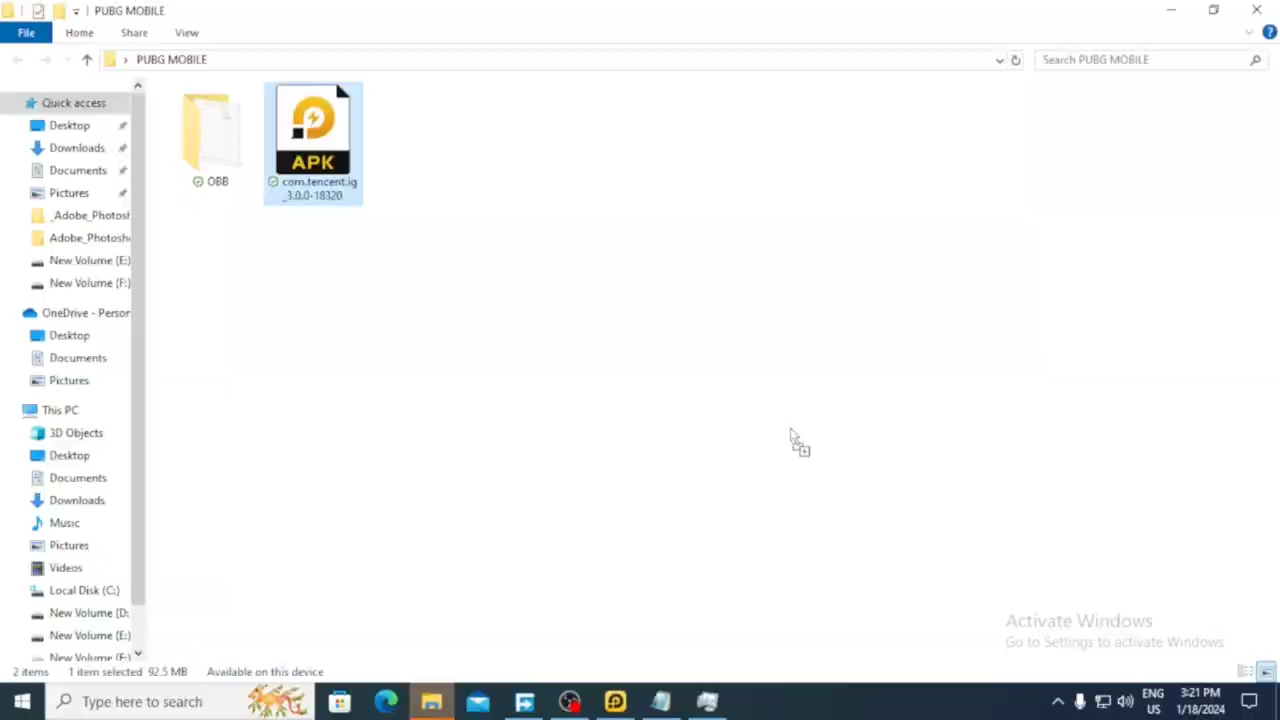 PUBG MOBILE
File Home Share View
PUBG MOBILE
Search PUBG MOBILE
Quick access
Desktop
Downloads
Documents
Pictures
_Adobe_Photosh
Adobe_Photosh
New Volume (E:)
New Volume (F:)
OneDrive - Person
Desktop
Documents
Pictures
This PC
3D Objects
Desktop
Documents
Downloads
Music
Pictures
Videos
Local Disk (C:)
New Volume (D:
New Volume (E:)
New Volume (F:)
OBB
APK
com.tencent.ig
_3.0.0-18320
Activate Windows
Go to Settings to activate Windows
2 items 1 item selected 92.5 MB Available on this device
Type here to search
ENG
US
3:21 PM
1/18/2024